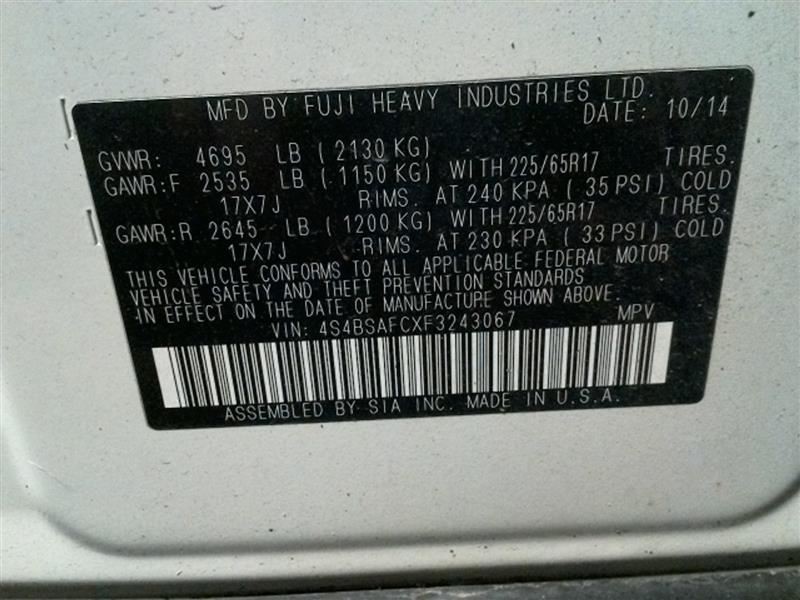 MFD BY FUJI HEAVY INDUSTRIES LTD.
DATE: 10/14
GVWR: 4695 LB ( 2130 KG)
GAWR:F 2535 LB ( 1150 KG) WITH 225/65R17 TIRES.
17X7J RIMS. AT 240 KPA ( 35 PSI) COLD
GAWR:R 2645 LB ( 1200 KG) WITH 225/65R17 TIRES.
17X7J RIMS. AT 230 KPA ( 33 PSI) COLD
THIS VEHICLE CONFORMS TO ALL APPLICABLE FEDERAL MOTOR
VEHICLE SAFETY AND THEFT PREVENTION STANDARDS
IN EFFECT ON THE DATE OF MANUFACTURE SHOWN ABOVE.
VIN: 4S4BSAFCXF3243067 MPV
ASSEMBLED BY SIA INC. MADE IN U.S.A.